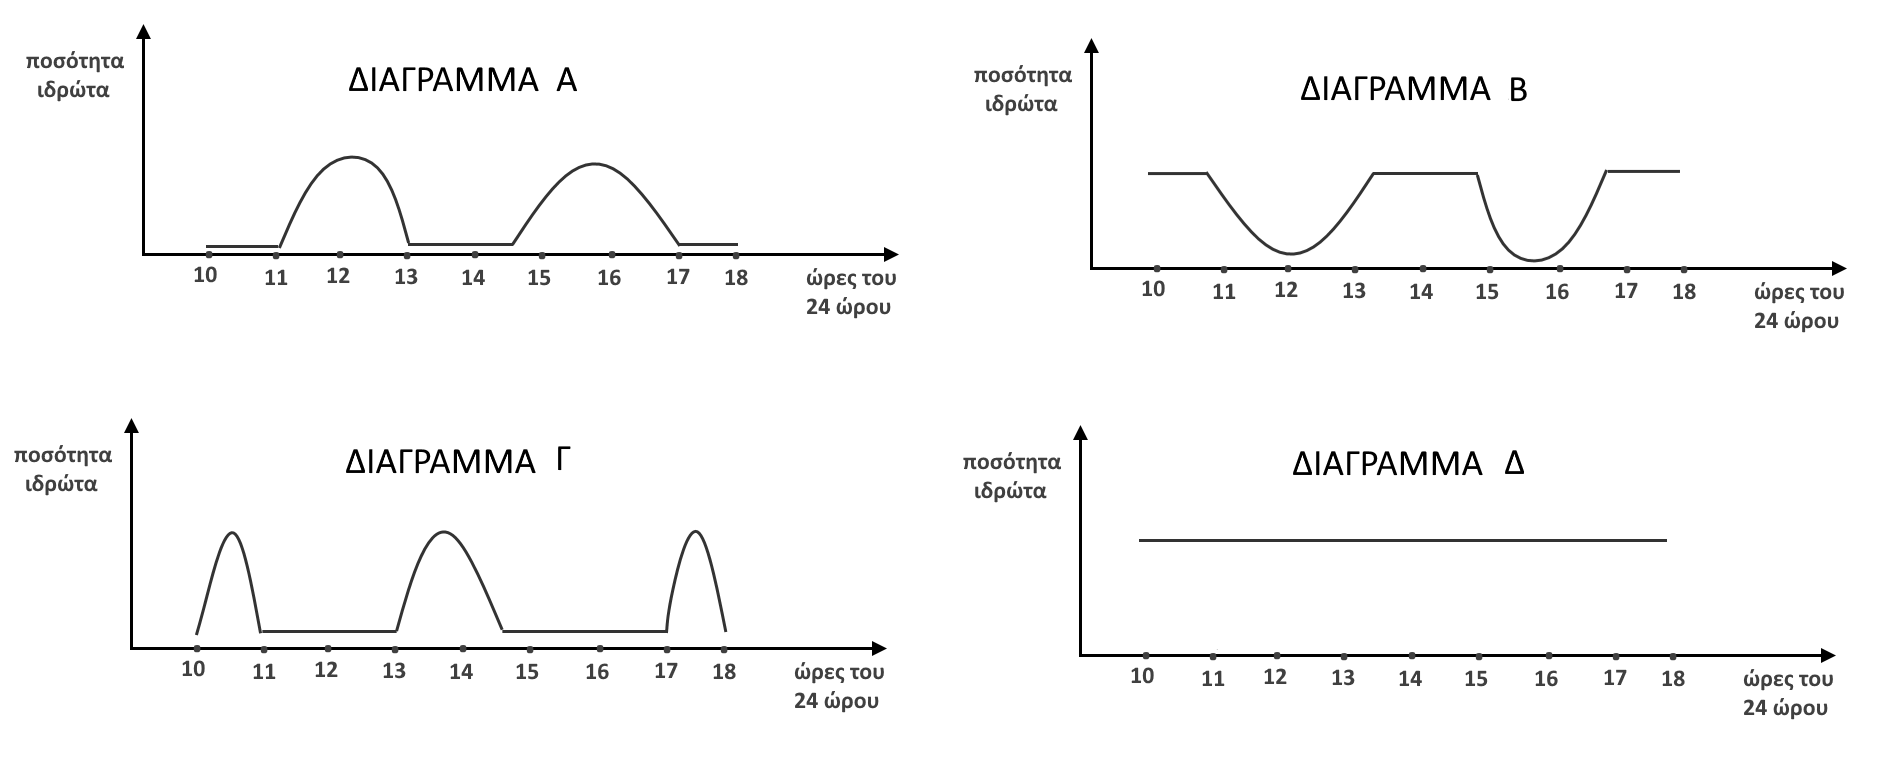 ποσότητα
ιδρώτα
ΔΙΑΓΡΑΜΜΑ Α
10 11 12 13 14 15 16 17 18
ώρες του
24 ώρου
ποσότητα
ιδρώτα
ΔΙΑΓΡΑΜΜΑ Β
10 11 12 13 14 15 16 17 18
ώρες του
24 ώρου
ποσότητα
ιδρώτα
ΔΙΑΓΡΑΜΜΑ Γ
10 11 12 13 14 15 16 17 18
ώρες του
24 ώρου
ποσότητα
ιδρώτα
ΔΙΑΓΡΑΜΜΑ Δ
10 11 12 13 14 15 16 17 18
ώρες του
24 ώρου